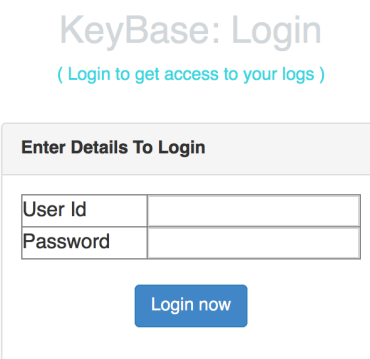 KeyBase: Login
( Login to get access to your logs )
Enter Details To Login
User Id
Password
Login now